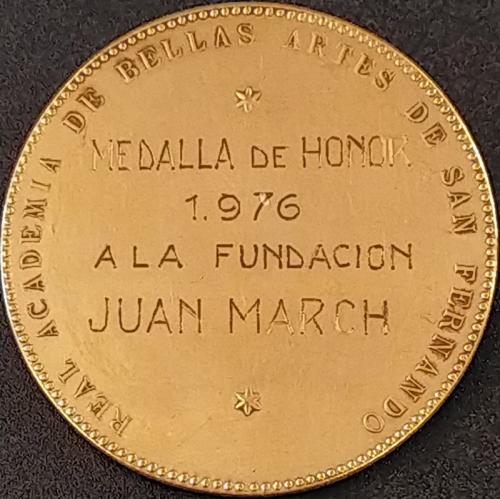 REAL ACADEMIA DE BELLAS ARTES DE SAN FERNANDO
MEDALLA DE HONOR
1.976
A LA FUNDACION
JUAN MARCH